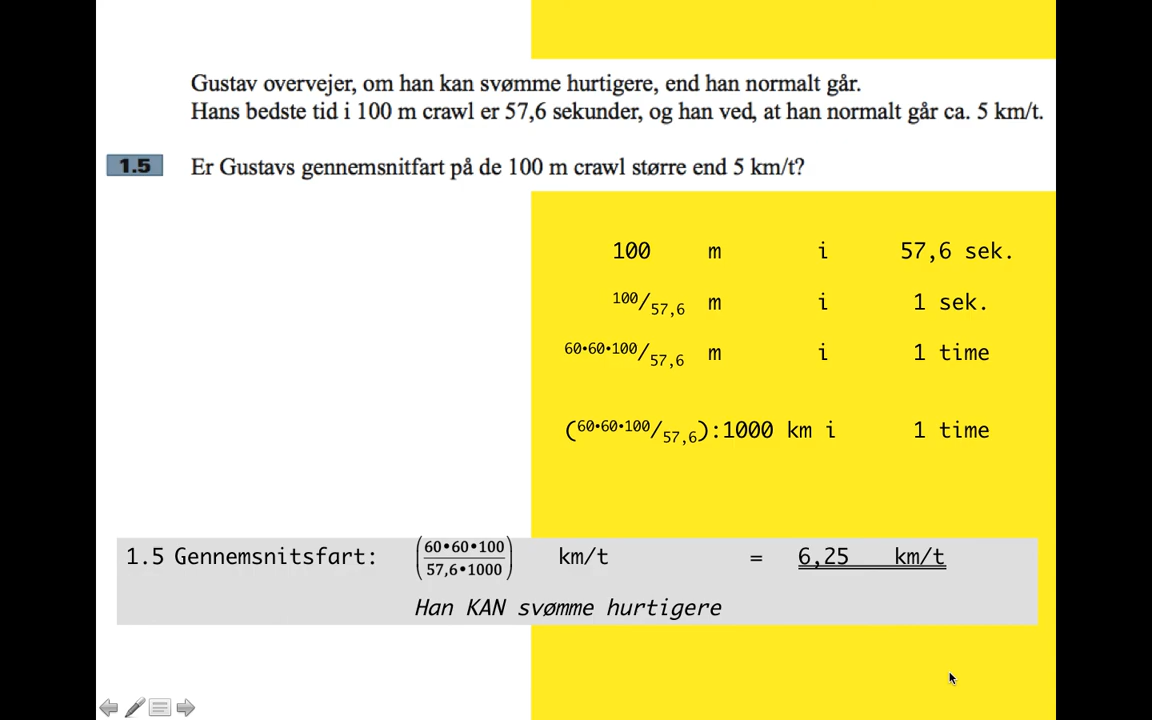 Gustav overvejer, om han kan svømme hurtigere, end han normalt går.
Hans bedste tid i 100 m crawl er 57,6 sekunder, og han ved, at han normalt går ca. 5 km/t.
1.5 Er Gustavs gennemsnitfart på de 100 m crawl større end 5 km/t?
100 m i 57,6 sek.
100/57,6 m i 1 sek.
60•60•100/57,6 m i 1 time
(60•60•100/57,6):1000 km i 1 time
1.5 Gennemsnitsfart: (60•60•100/57,6•1000) km/t = 6,25 km/t
Han KAN svømme hurtigere